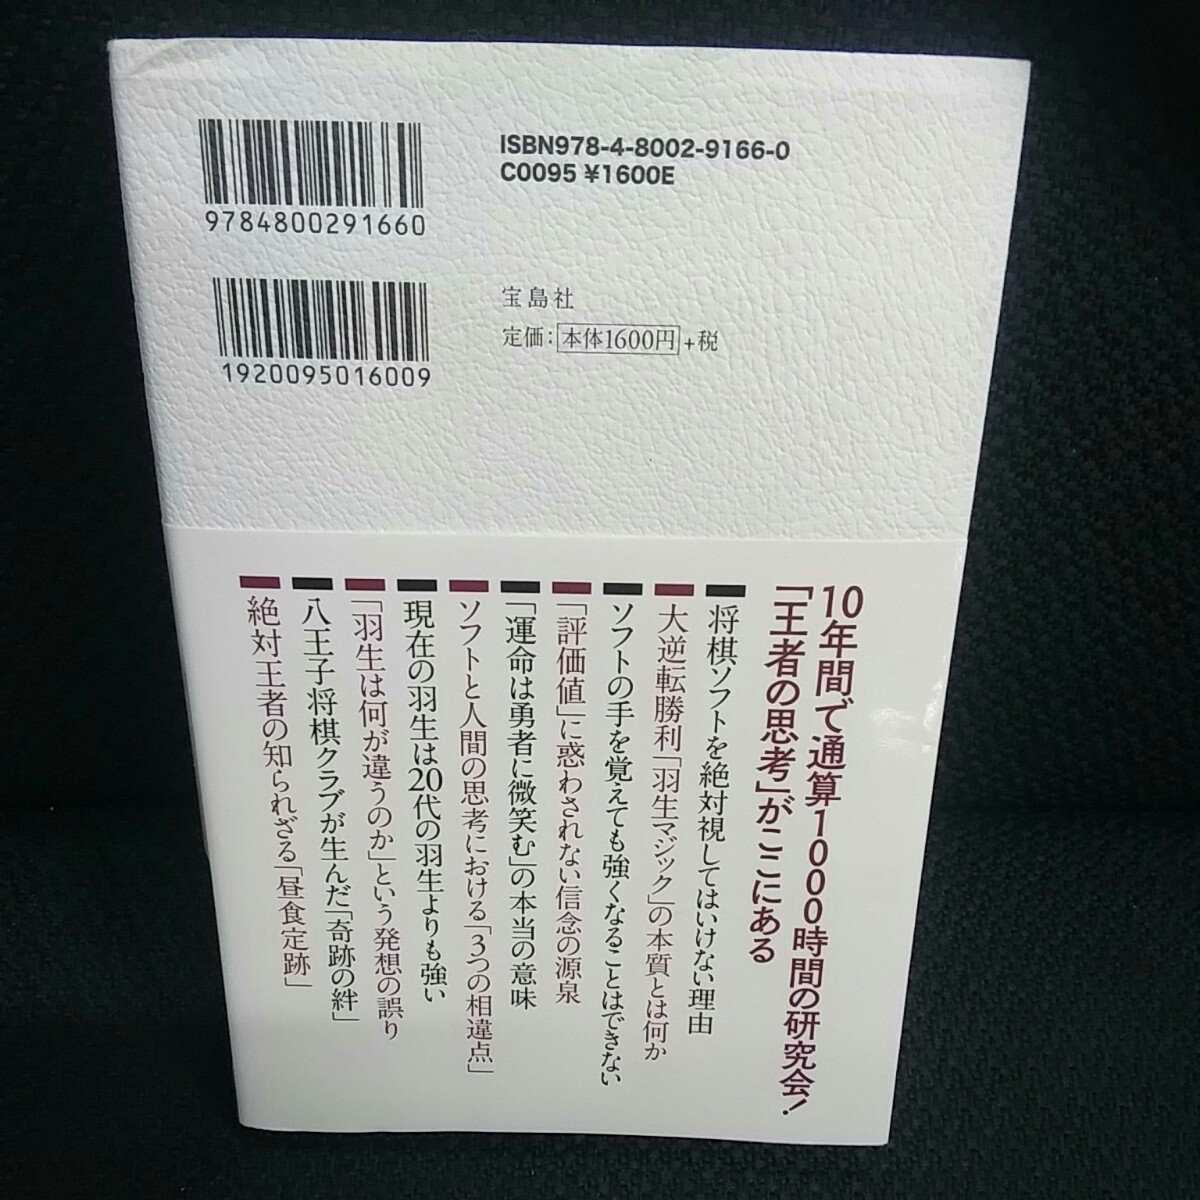 ISBN978-4-8002-9166-0
C0095 ¥1600E
9784800291660
1920095016009
宝島社
定価：本体1600円+税
10年間で通算1000時間の研究会！
「王者の思考」がここにある
将棋ソフトを絶対視してはいけない理由
大逆転勝利「羽生マジック」の本質とは何か
ソフトの手を覚えても強くなることはできない
「評価値」に惑わされない信念の源泉
「運命は勇者に微笑む」の本当の意味
ソフトと人間の思考における「3つの相違点」
現在の羽生は20代の羽生よりも強い
「羽生は何が違うのか」という発想の誤り
八王子将棋クラブが生んだ「奇跡の絆」
絶対王者の知られざる「昼食定跡」